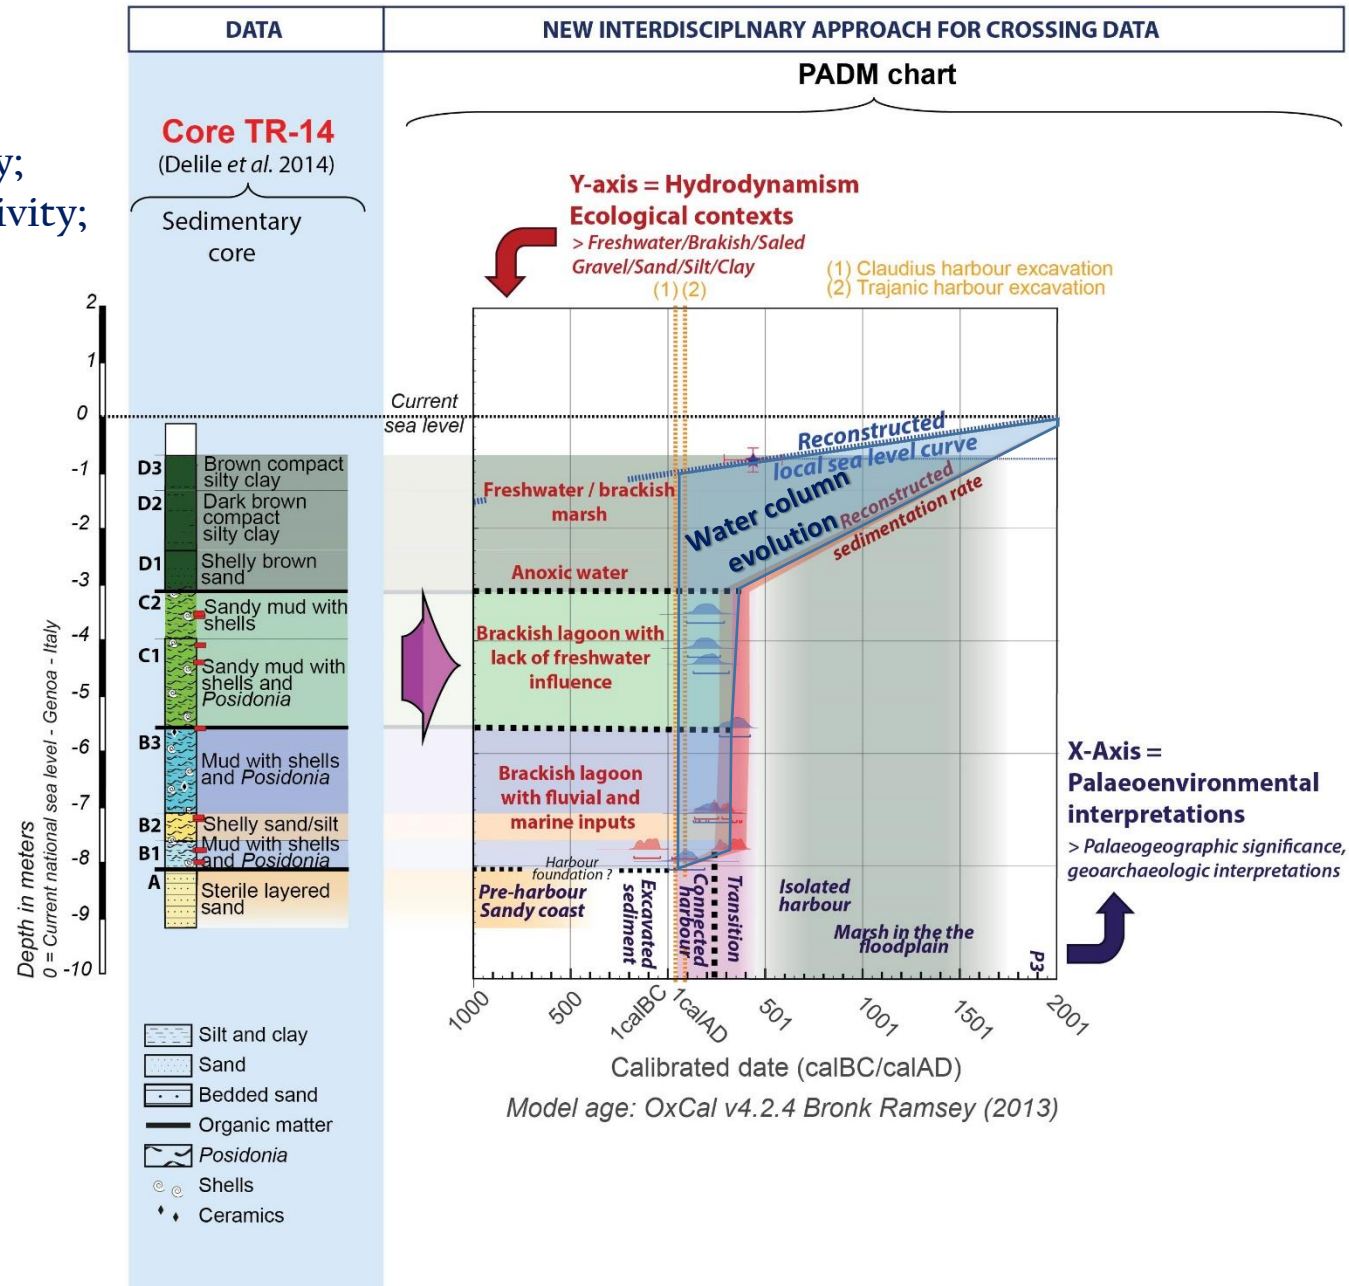 y;
ivity;
DATA
NEW INTERDISCIPLNARY APPROACH FOR CROSSING DATA
PADM chart
Core TR-14
(Delile et al. 2014)
Sedimentary
core
Y-axis = Hydrodynamism
Ecological contexts
> Freshwater/Brakish/Saled
Gravel/Sand/Silt/Clay
(1) Claudius harbour excavation
(2) Trajanic harbour excavation
(1) (2)
2
1
0
-1
-2
-3
-4
-5
-6
-7
-8
-9
-10
Depth in meters
0 = Current national sea level - Genoa - Italy
Current
sea level
D3
Brown compact
silty clay
D2
Dark brown
compact
silty clay
D1
Shelly brown
sand
C2
Sandy mud with
shells
C1
Sandy mud with
shells and
Posidonia
B3
Mud with shells
and Posidonia
B2
Shelly sand/silt
B1
Mud with shells
and Posidonia
A
Sterile layered
sand
Reconstructed
local sea level curve
Water column
evolution
Reconstructed
sedimentation rate
Freshwater / brackish
marsh
Anoxic water
Brackish lagoon with
lack of freshwater
influence
Brackish lagoon
with fluvial and
marine inputs
Harbour
foundation ?
Pre-harbour
Sandy coast
Excavated
sediment
Connected
harbour
Transition
Isolated
harbour
Marsh in the the
floodplain
P3
X-Axis =
Palaeoenvironmental
interpretations
> Palaeogeographic significance,
geoarchaeologic interpretations
1000
500
1calBC
1calAD
501
1001
1501
2001
Calibrated date (calBC/calAD)
Model age: OxCal v4.2.4 Bronk Ramsey (2013)
Silt and clay
Sand
Bedded sand
Organic matter
Posidonia
Shells
Ceramics